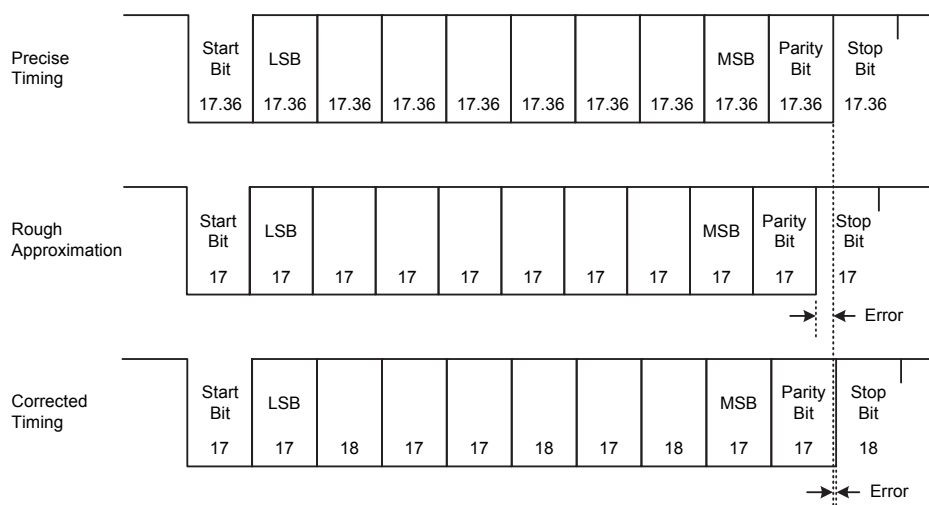 Precise
Timing
Start
Bit
LSB
MSB
Parity
Bit
Stop
Bit
17.36 17.36 17.36 17.36 17.36 17.36 17.36 17.36 17.36 17.36 17.36
Rough
Approximation
Start
Bit
LSB
MSB
Parity
Bit
Stop
Bit
17 17 17 17 17 17 17 17 17 17 17
Error
Corrected
Timing
Start
Bit
LSB
MSB
Parity
Bit
Stop
Bit
17 17 18 17 17 18 17 18 17 17 18
Error